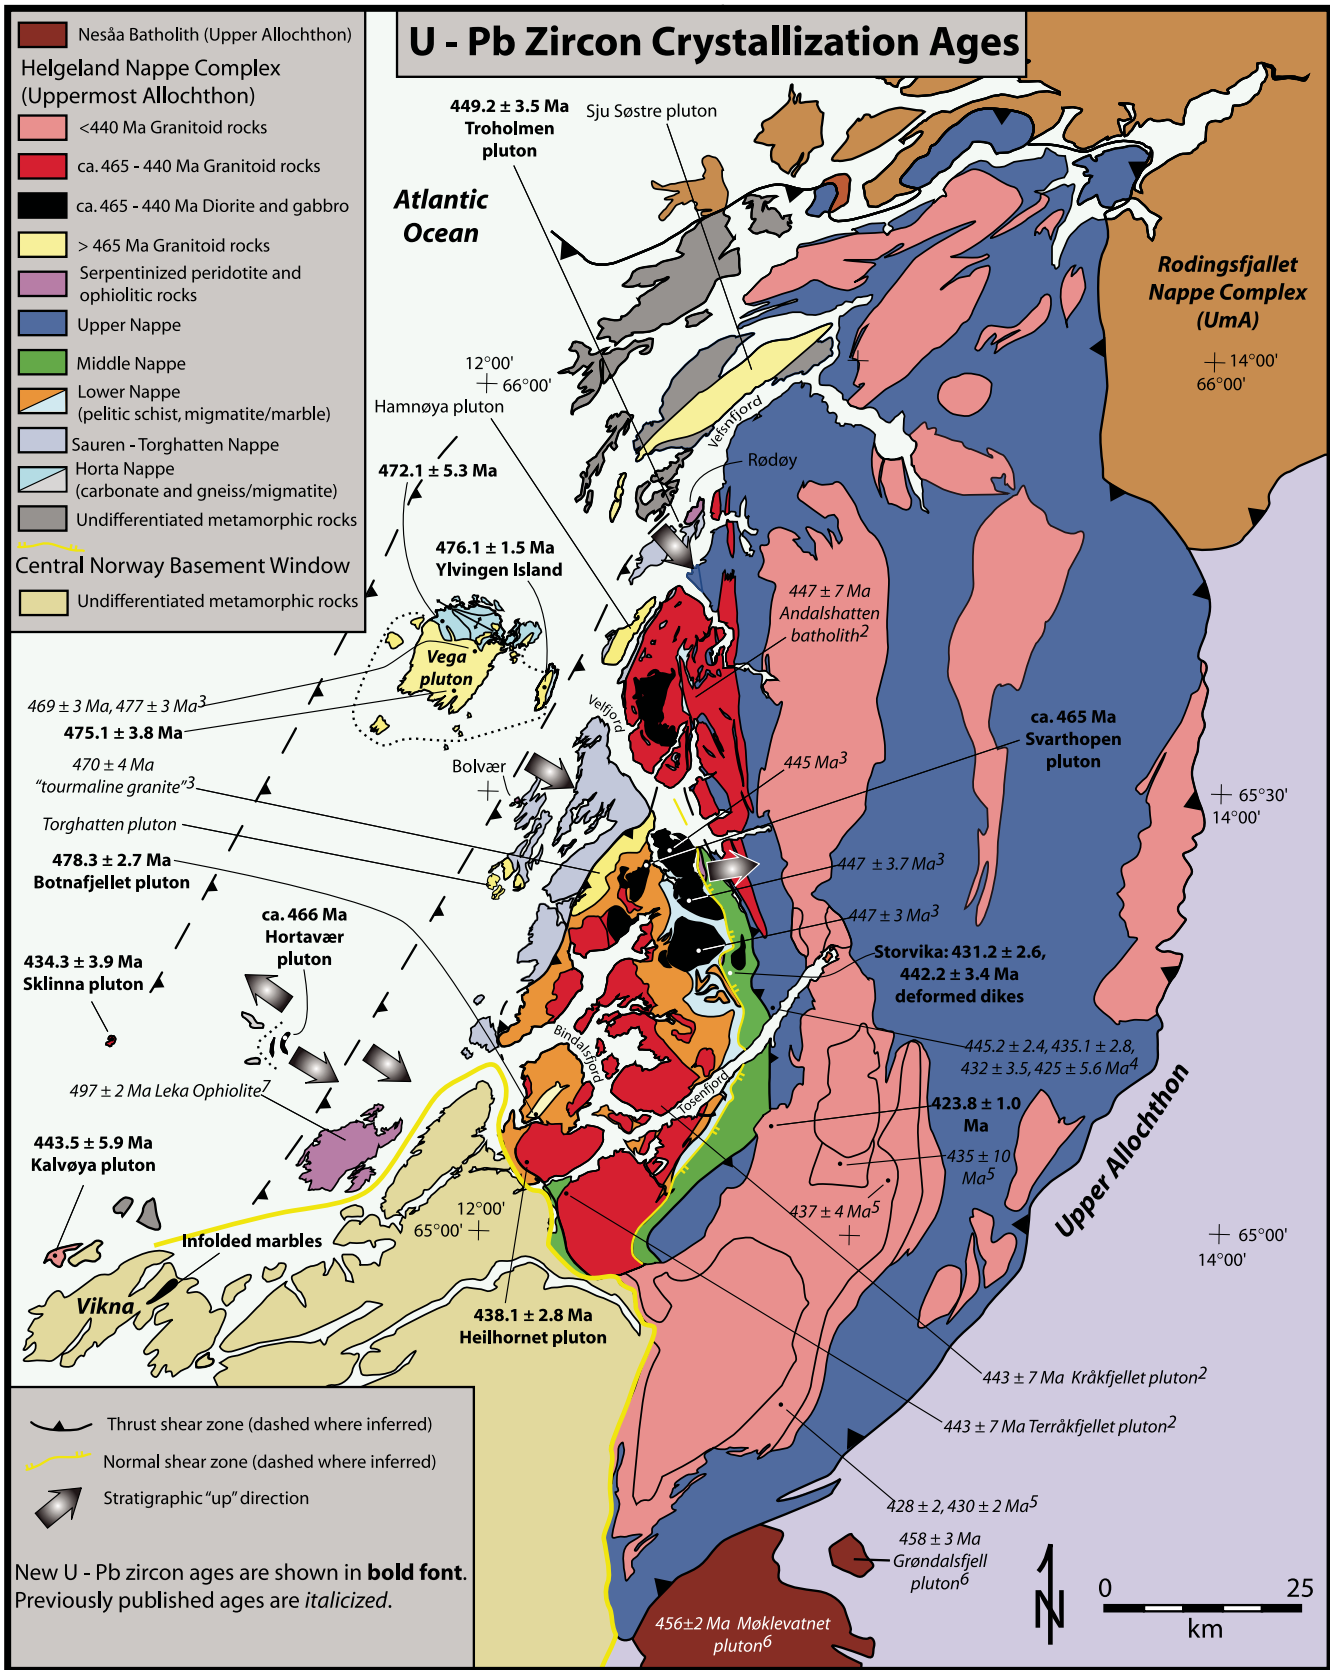 U - Pb Zircon Crystallization Ages
Nesåa Batholith (Upper Allochthon)
Helgeland Nappe Complex
(Uppermost Allochthon)
<440 Ma Granitoid rocks
ca. 465 - 440 Ma Granitoid rocks
ca. 465 - 440 Ma Diorite and gabbro
> 465 Ma Granitoid rocks
Serpentinized peridotite and
ophiolitic rocks
Upper Nappe
Middle Nappe
Lower Nappe
(pelitic schist, migmatite/marble)
Sauren - Torghatten Nappe
Horta Nappe
(carbonate and gneiss/migmatite)
Undifferentiated metamorphic rocks
Central Norway Basement Window
Undifferentiated metamorphic rocks
449.2 ± 3.5 Ma
Troholmen
pluton
Sju Søstre pluton
Atlantic
Ocean
Rodingsfjallet
Nappe Complex
(UmA)
14°00'
66°00'
12°00'
66°00'
Hamnøya pluton
Vefsnfjord
Rødøy
472.1 ± 5.3 Ma
476.1 ± 1.5 Ma
Ylvingen Island
447 ± 7 Ma
Andalshatten
batholith2
Vega
pluton
469 ± 3 Ma, 477 ± 3 Ma3
475.1 ± 3.8 Ma
Velfjord
ca. 465 Ma
Svarthopen
pluton
470 ± 4 Ma
"tourmaline granite"3
Bolvær
445 Ma3
65°30'
14°00'
Torghatten pluton
478.3 ± 2.7 Ma
Botnafjellet pluton
447 ± 3.7 Ma3
ca. 466 Ma
Hortavær
pluton
447 ± 3 Ma3
434.3 ± 3.9 Ma
Sklinna pluton
Storvika: 431.2 ± 2.6,
442.2 ± 3.4 Ma
deformed dikes
Bindalsfjord
445.2 ± 2.4, 435.1 ± 2.8,
432 ± 3.5, 425 ± 5.6 Ma4
Tosenfjord
497 ± 2 Ma Leka Ophiolite7
423.8 ± 1.0
Ma
443.5 ± 5.9 Ma
Kalvøya pluton
435 ± 10
Ma5
Upper Allochthon
437 ± 4 Ma5
12°00'
65°00'
65°00'
14°00'
Infolded marbles
Vikna
438.1 ± 2.8 Ma
Heilhornet pluton
443 ± 7 Ma Kråkfjellet pluton2
443 ± 7 Ma Terråkfjellet pluton2
428 ± 2, 430 ± 2 Ma5
458 ± 3 Ma
Grøndalsfjell
pluton6
456±2 Ma Møklevatnet
pluton6
Thrust shear zone (dashed where inferred)
Normal shear zone (dashed where inferred)
Stratigraphic "up" direction
New U - Pb zircon ages are shown in bold font.
Previously published ages are italicized.
N
0 25
km